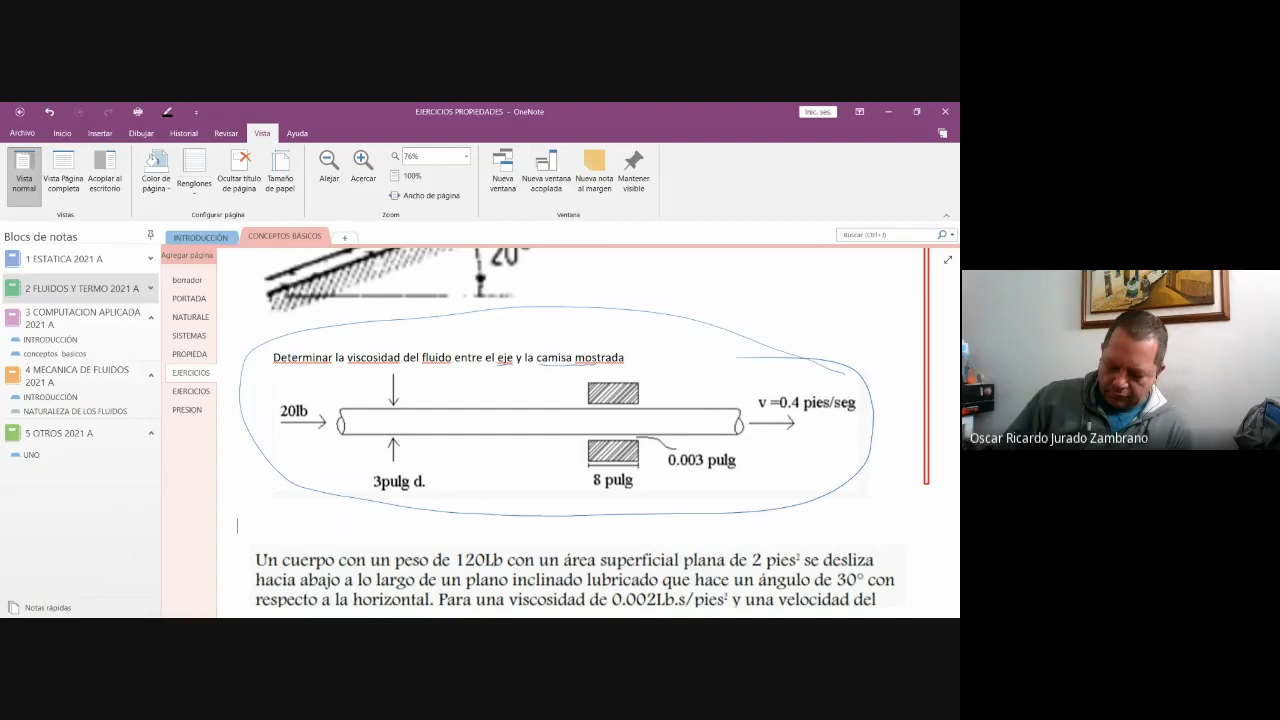 EJERCICIOS PROPIEDADES - OneNote
Inic. ses.
Archivo Inicio Insertar Dibujar Historial Revisar Vista Ayuda
Vista normal
Vista Página completa
Acoplar al escritorio
Vistas
Color de página
Renglones
Ocultar título de página
Tamaño de papel
Configurar página
Alejar
Acercar
76%
100%
Ancho de página
Zoom
Nueva ventana
Nueva ventana acoplada
Nueva nota al margen
Mantener visible
Ventana
Blocs de notas
INTRODUCCIÓN
CONCEPTOS BÁSICOS
+
Buscar (Ctrl+J)
1 ESTATICA 2021 A
2 FLUIDOS Y TERMO 2021 A
3 COMPUTACION APLICADA
2021 A
INTRODUCCIÓN
conceptos basicos
4 MECANICA DE FLUIDOS
2021 A
INTRODUCCIÓN
NATURALEZA DE LOS FLUIDOS
5 OTROS 2021 A
UNO
Notas rápidas
Agregar página
borrador
PORTADA
NATURALE
SISTEMAS
PROPIEDA
EJERCICIOS
EJERCICIOS
PRESION
20°
Determinar la viscosidad del fluido entre el eje y la camisa mostrada
20lb
v =0.4 pies/seg
0.003 pulg
3pulg d.
8 pulg
Un cuerpo con un peso de 120Lb con un área superficial plana de 2 pies² se desliza
hacia abajo a lo largo de un plano inclinado lubricado que hace un ángulo de 30° con
respecto a la horizontal. Para una viscosidad de 0.002Lb.s/pies² y una velocidad del
Oscar Ricardo Jurado Zambrano